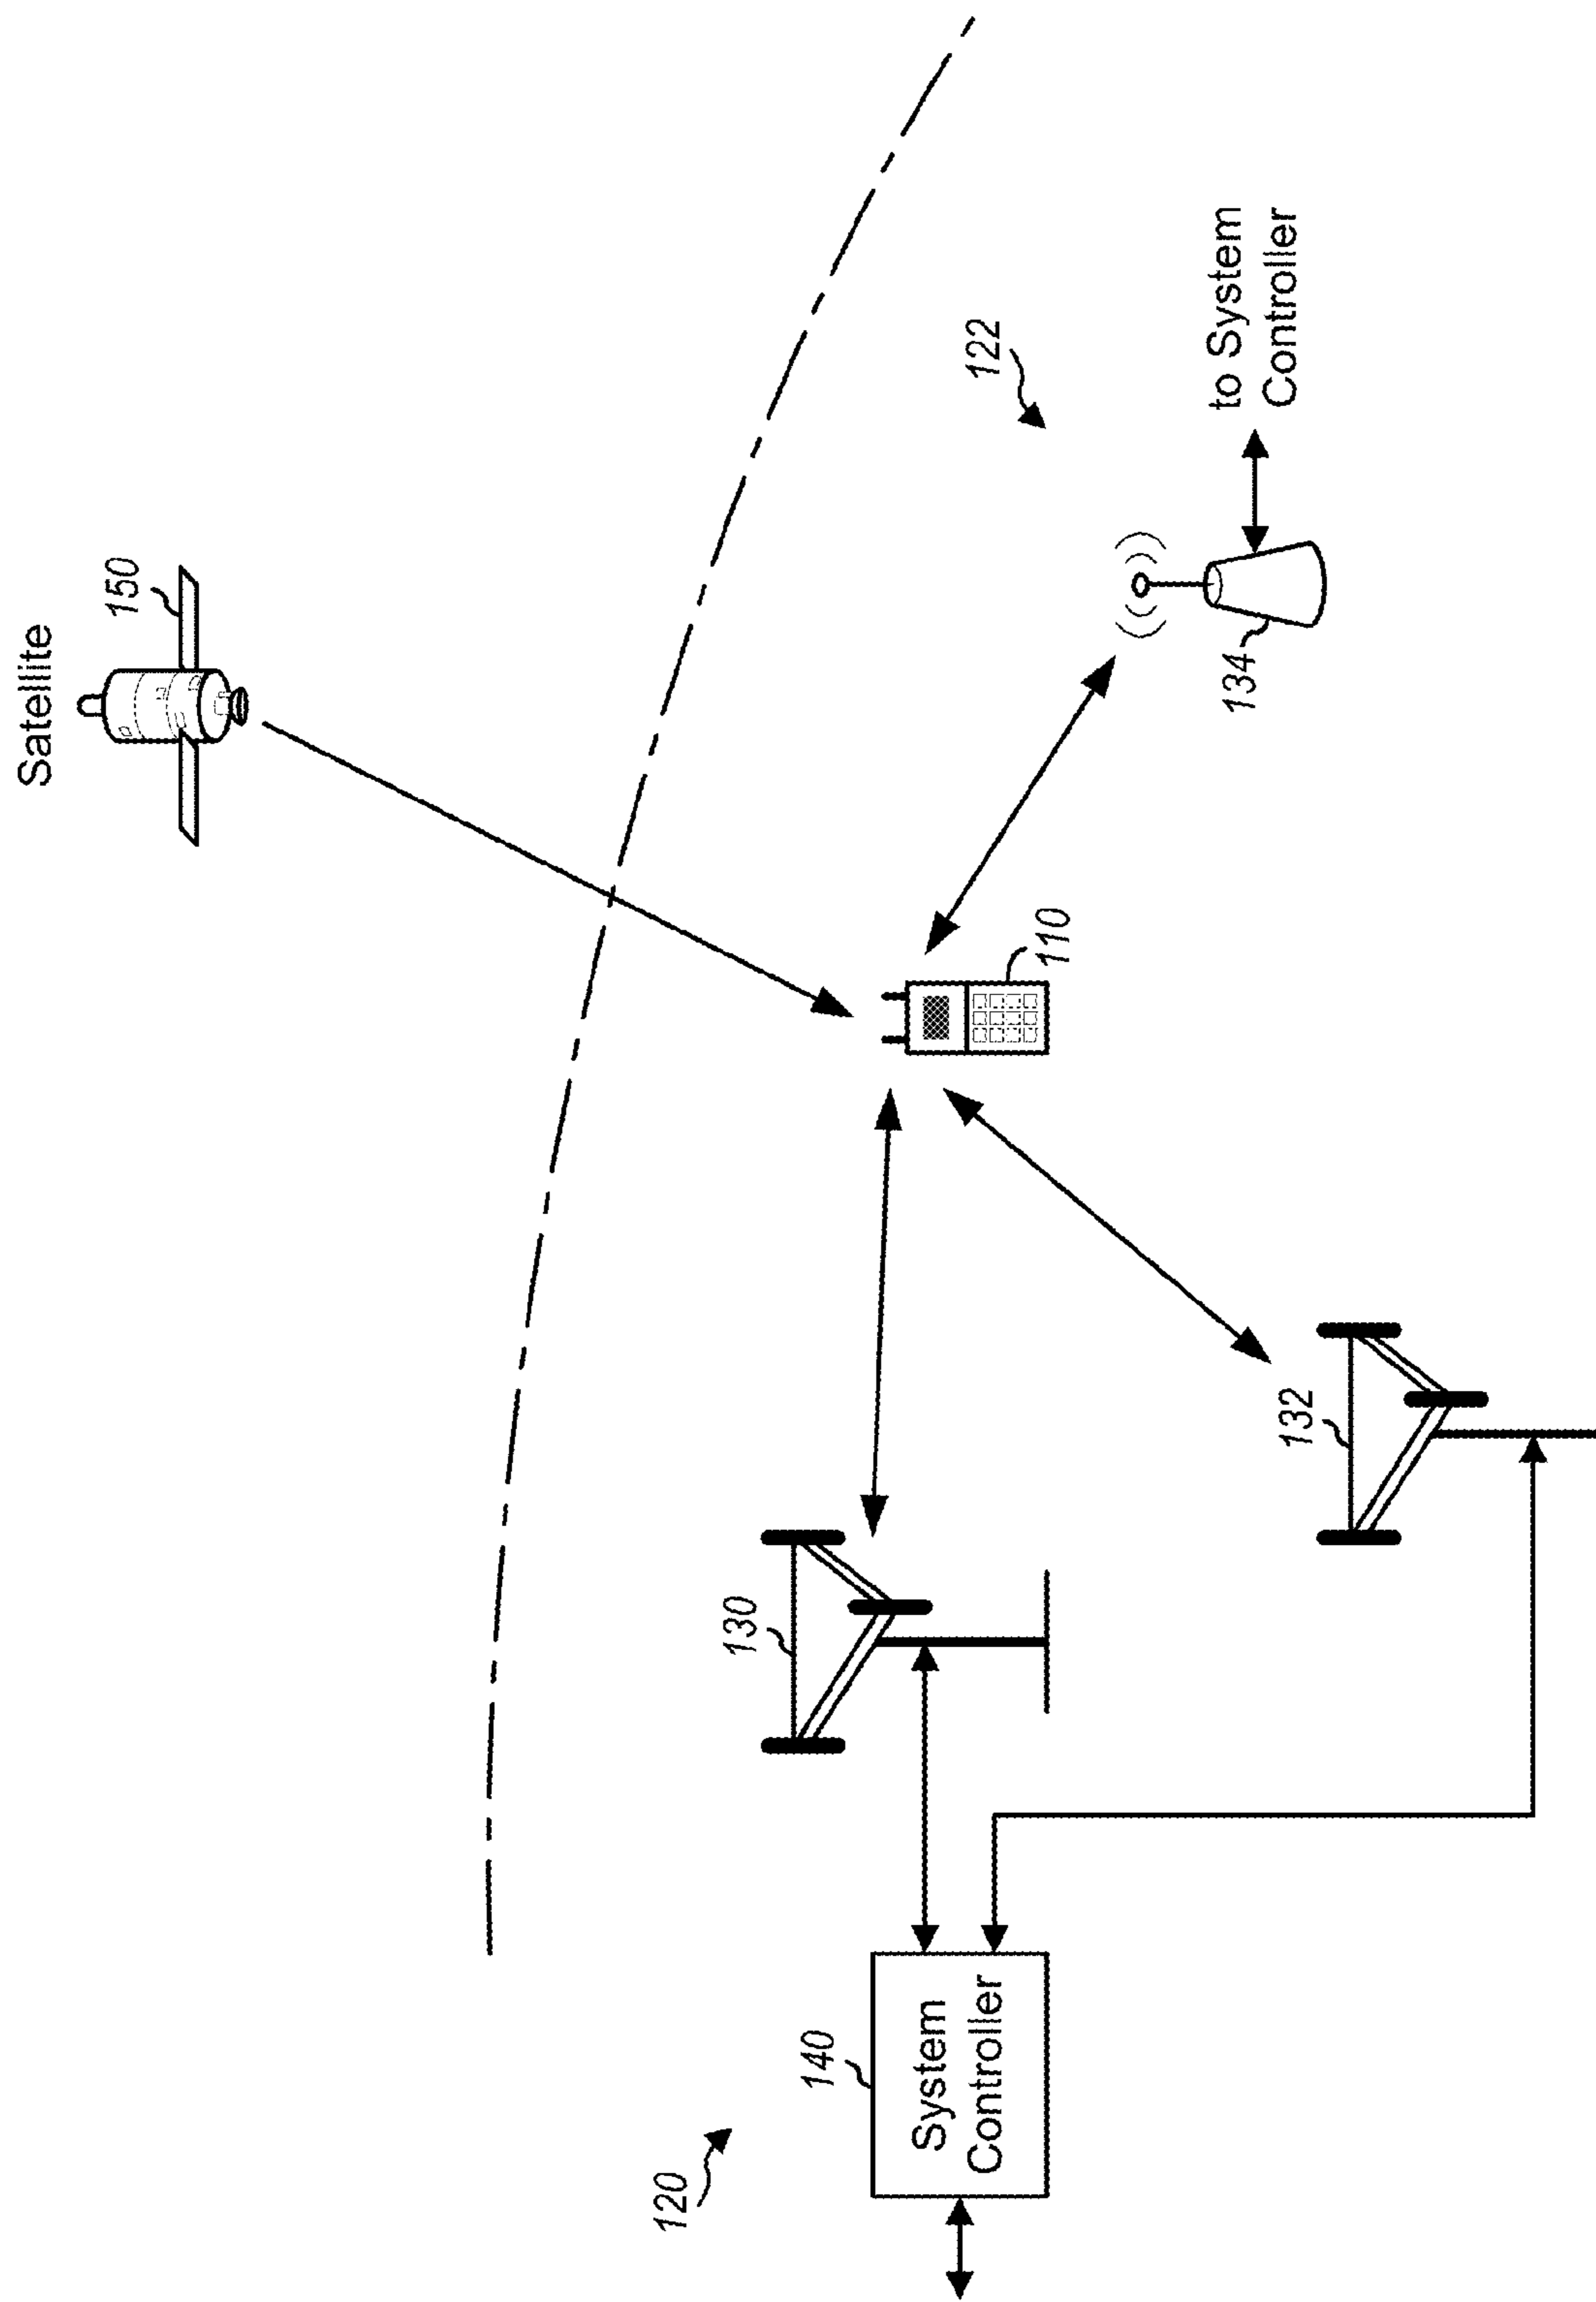 Satellite
150
122
to System
Controller
134
110
130
132
120
140
System
Controller